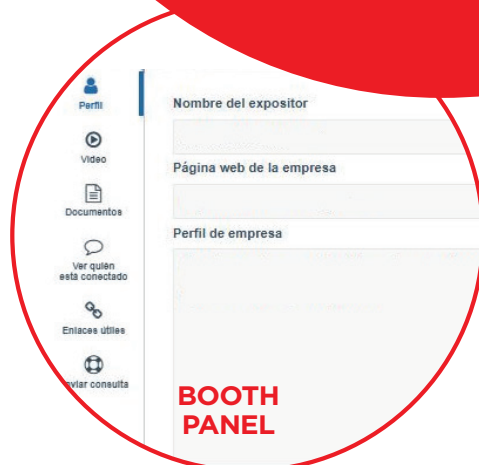 Perfil
Video
Documentos
Ver quién
está conectado
Enlaces útiles
Enviar consulta
Nombre del expositor
Página web de la empresa
Perfil de empresa
BOOTH
PANEL